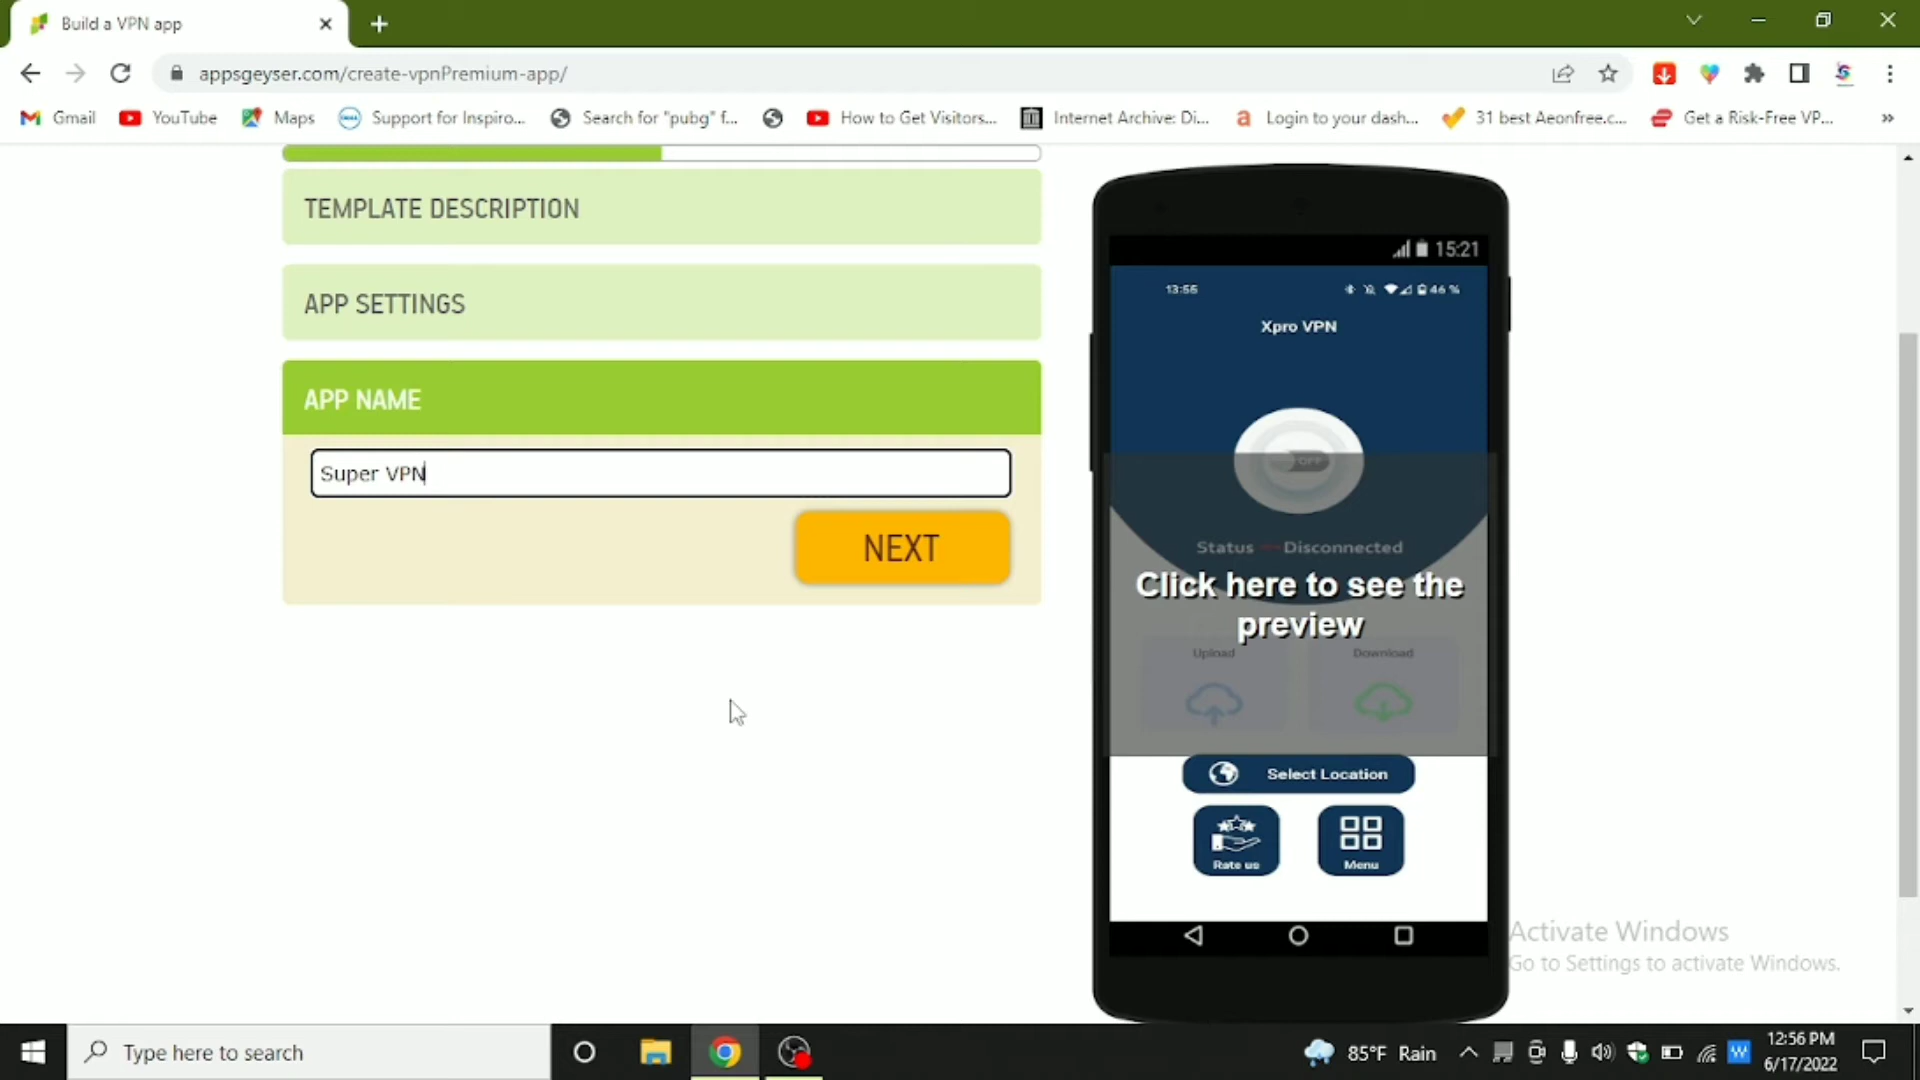 Build a VPN app
appsgeyser.com/create-vpnPremium-app/
Gmail
YouTube
Maps
Support for Inspiro...
Search for "pubg" f...
How to Get Visitors...
Internet Archive: Di...
Login to your dash...
31 best Aeonfree.c...
Get a Risk-Free VP...
»
TEMPLATE DESCRIPTION
APP SETTINGS
APP NAME
Super VPN
NEXT
15:21
13:55
46 %
Xpro VPN
OFF
Status
Disconnected
Click here to see the
preview
Upload
Download
Select Location
Rate us
Menu
Activate Windows
Go to Settings to activate Windows.
Type here to search
85°F Rain
W
12:56 PM
6/17/2022